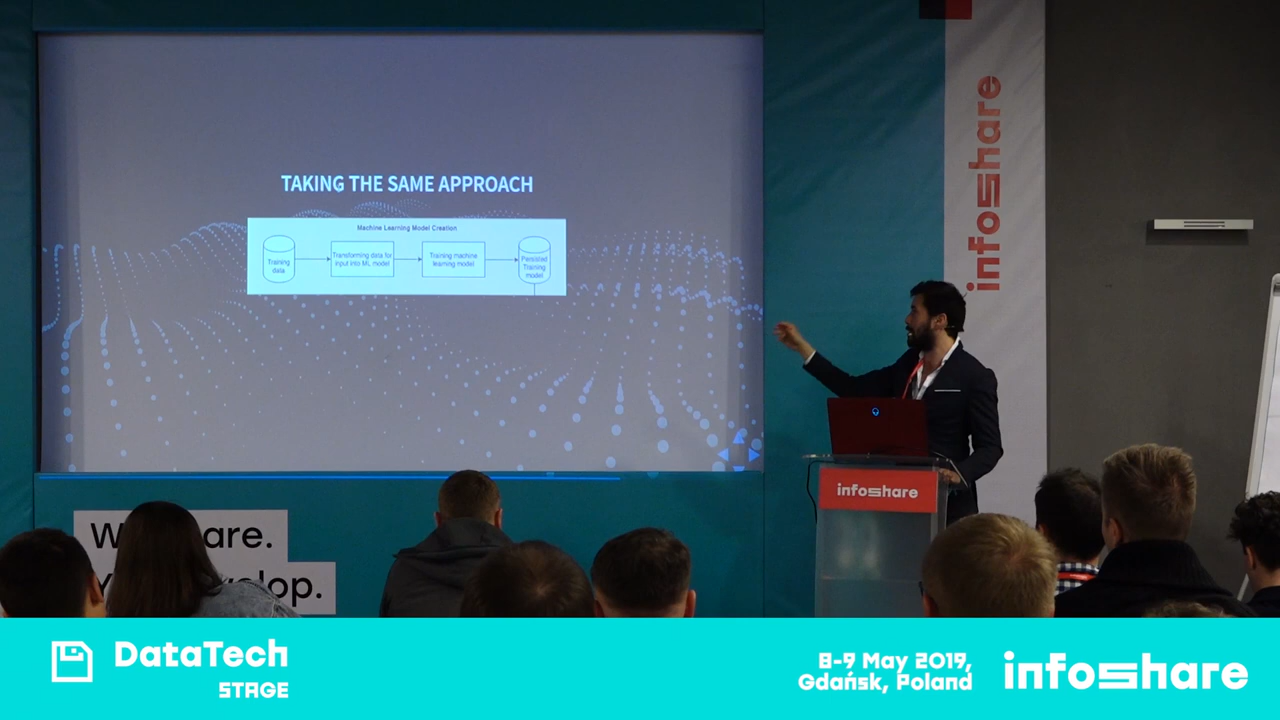 TAKING THE SAME APPROACH
Machine Learning Model Creation
Training
data
Transforming data for
input into ML model
Training machine
learning model
Persisted
Training
model
infoshare
infoshare
are.
op.
DataTech
STAGE
8-9 May 2019,
Gdańsk, Poland
infoshare